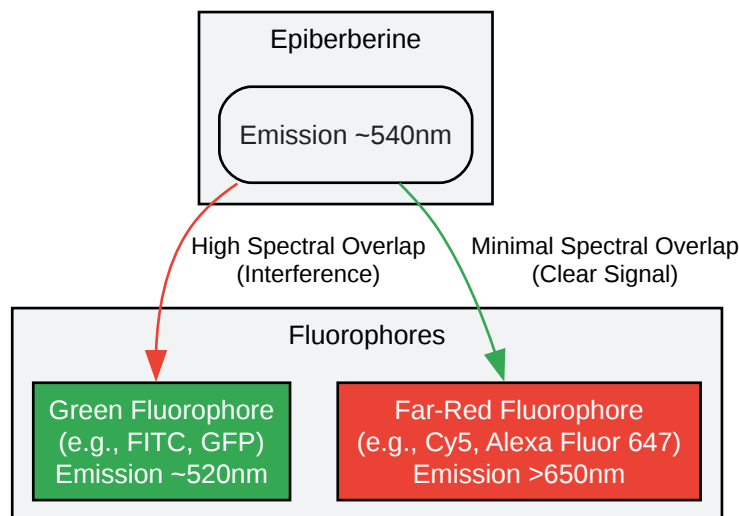 Epiberberine
Emission ~540nm
High Spectral Overlap
(Interference)
Minimal Spectral Overlap
(Clear Signal)
Fluorophores
Green Fluorophore
(e.g., FITC, GFP)
Emission ~520nm
Far-Red Fluorophore
(e.g., Cy5, Alexa Fluor 647)
Emission >650nm